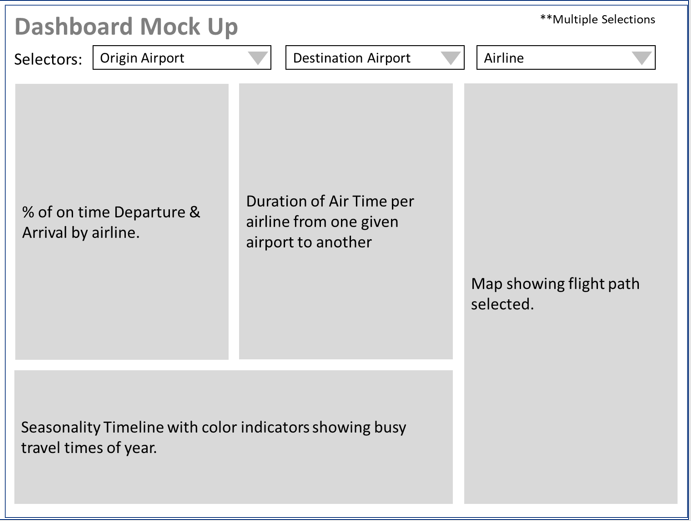 Dashboard Mock Up
**Multiple Selections
Selectors:
Origin Airport
Destination Airport
Airline
% of on time Departure &
Arrival by airline.
Duration of Air Time per
airline from one given
airport to another
Map showing flight path
selected.
Seasonality Timeline with color indicators showing busy
travel times of year.